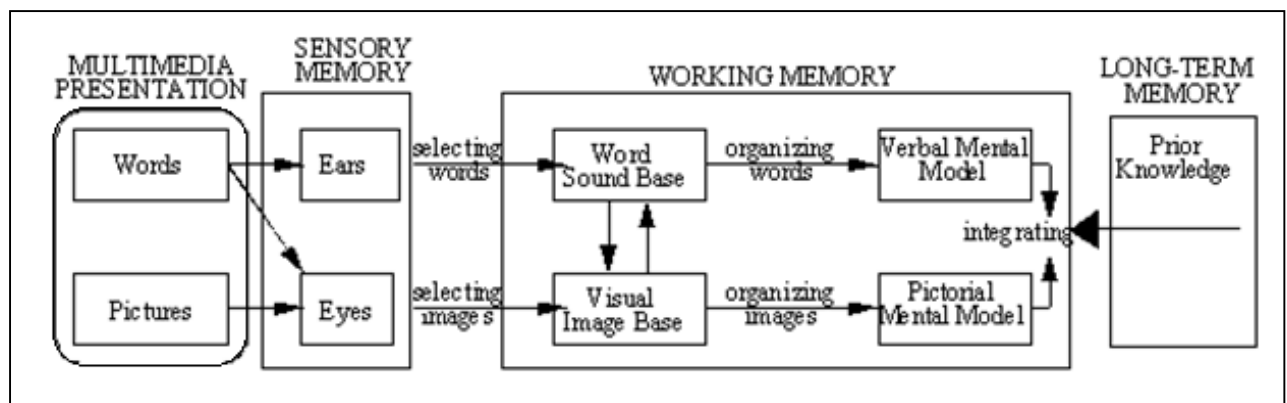 MULTIMEDIA
PRESENTATION
SENSORY
MEMORY
WORKING MEMORY
LONG-TERM
MEMORY
Words
Ears
selecting
words
Word
Sound Base
organizing
words
Verbal Mental
Model
Prior
Knowledge
integrating
Pictures
Eyes
selecting
images
Visual
Image Base
organizing
images
Pictorial
Mental Model